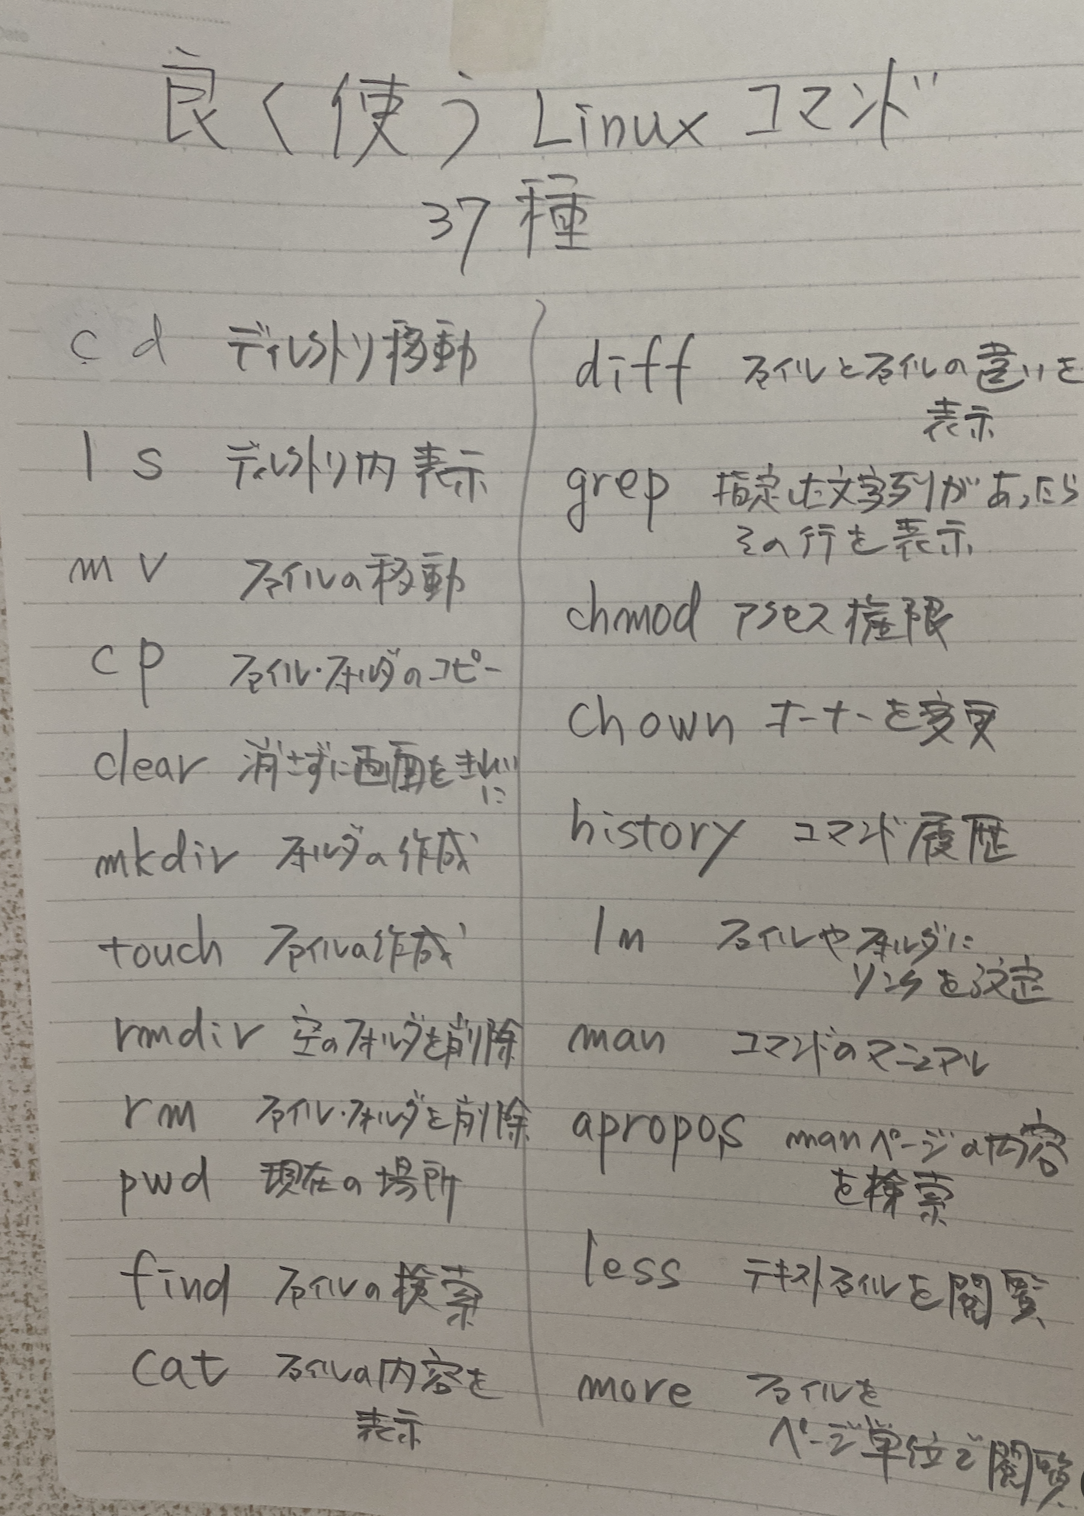 良く使うLinuxコマンド
37種
cd ディレクトリ移動
ls ディレクトリ内表示
mv ファイルの移動
cp ファイル・フォルダのコピー
clear 消さずに画面をきれい
に
mkdir フォルダの作成
touch ファイルの作成
rmdir 空のフォルダを削除
rm ファイル・フォルダを削除
pwd 現在の場所
find ファイルの検索
cat ファイルの内容を
表示
diff ファイルとファイルの違いを
表示
grep 指定した文字列があったら
その行を表示
chmod アクセス権限
chown オーナーを変更
history コマンド履歴
ln ファイルやフォルダに
リンクを設定
man コマンドのマニュアル
apropos manページの内容
を検索
less テキストファイルを閲覧
more ファイルを
ページ単位で閲覧